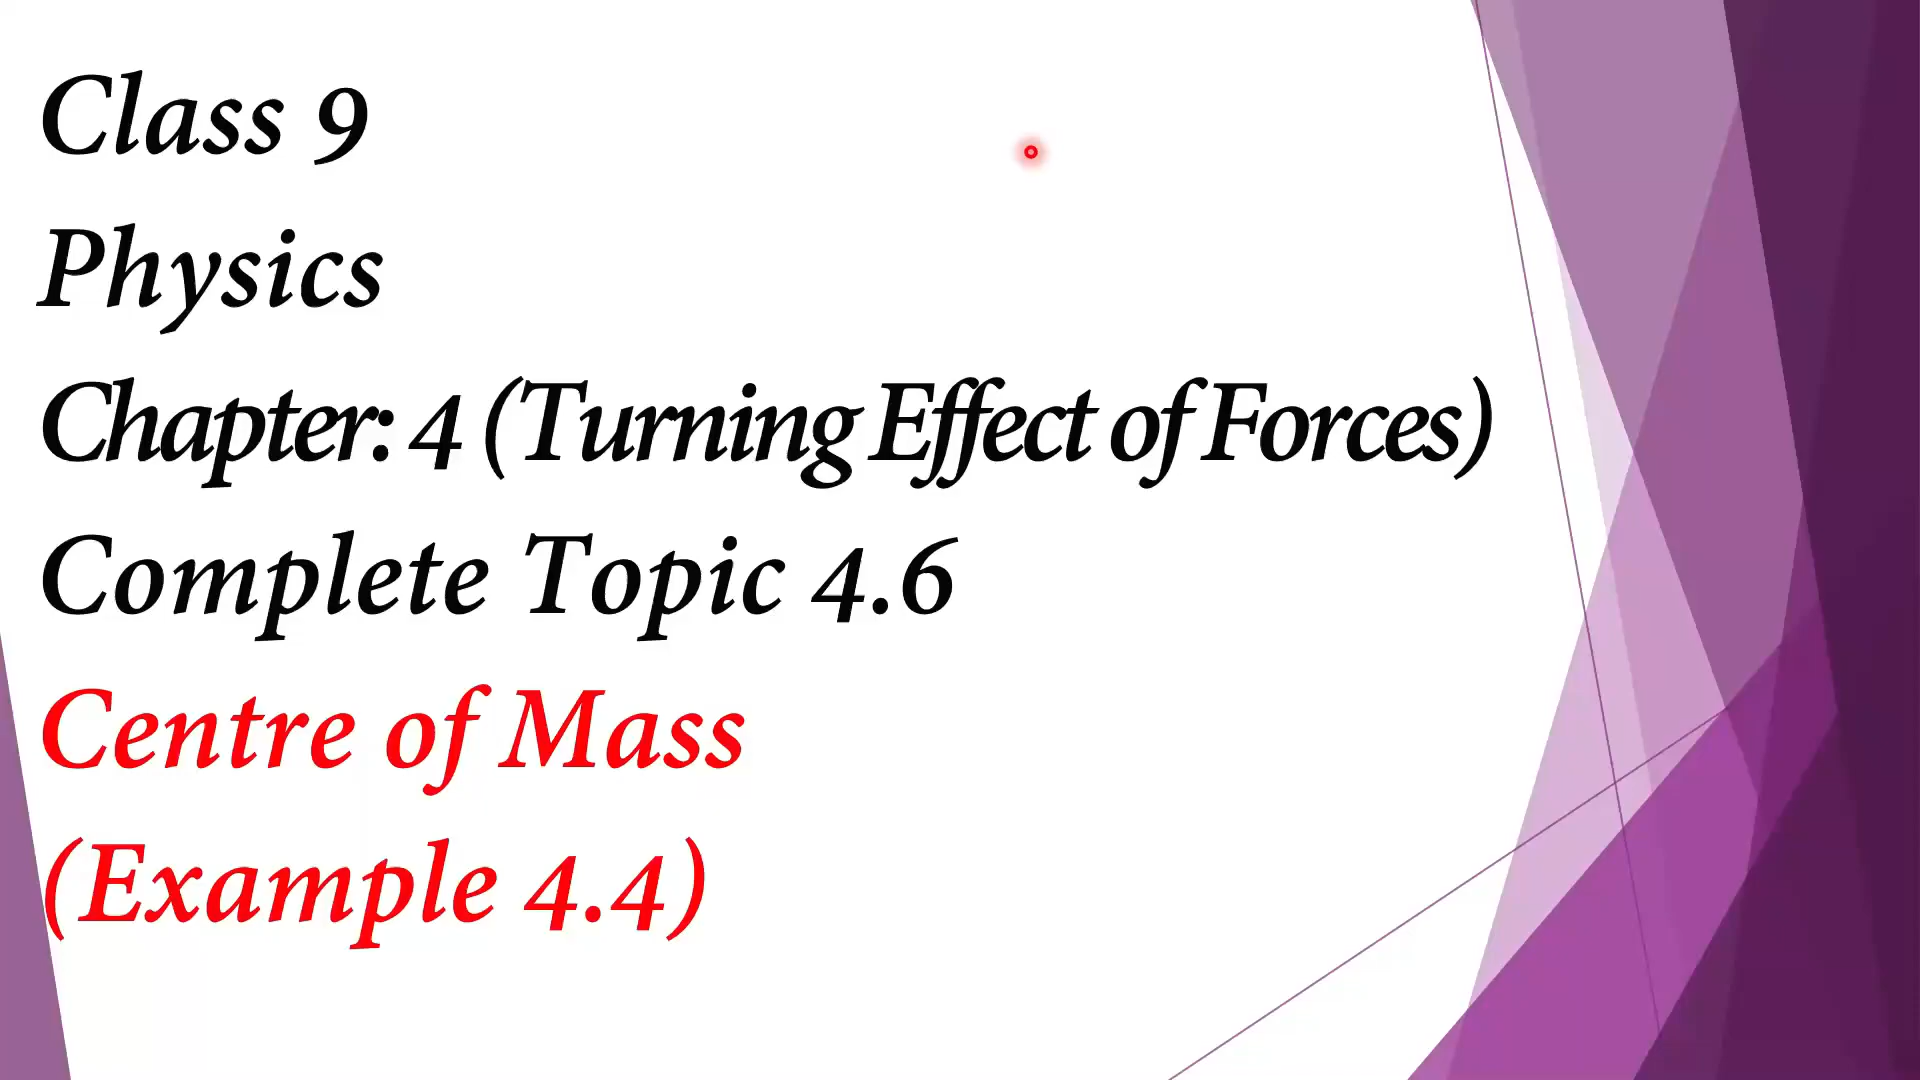 Class 9
Physics
Chapter: 4 (Turning Effect of Forces)
Complete Topic 4.6
Centre of Mass
(Example 4.4)